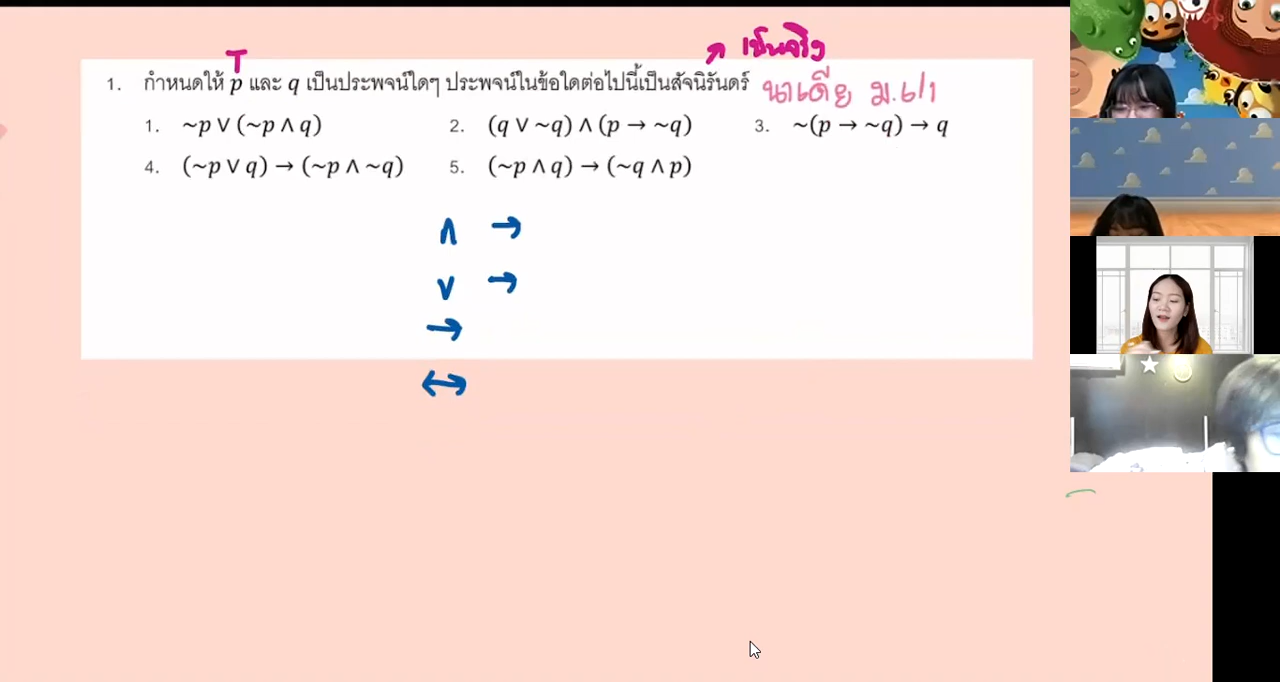 T
เป็นจริง
1. กำหนดให้ p และ q เป็นประพจน์ใดๆ ประพจน์ในข้อใดต่อไปนี้เป็นสัจนิรันดร์ นาเดีย ม.6/1
1. ~p ∨ (~p ∧ q) 2. (q ∨ ~q) ∧ (p → ~q) 3. ~(p → ~q) → q
4. (~p ∨ q) → (~p ∧ ~q) 5. (~p ∧ q) → (~q ∧ p)
∧ →
∨ →
→
↔